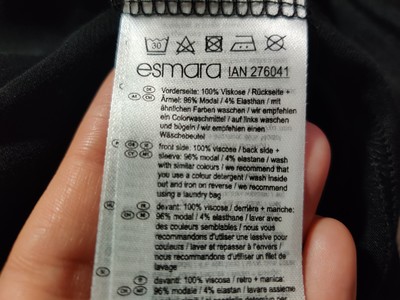 30
esmara IAN 276041
Vorderseite: 100% Viskose / Rückseite +
Ärmel: 96% Modal / 4% Elasthan / mit
ähnlichen Farben waschen / wir empfehlen
ein Colorwaschmittel / auf links waschen
und bügeln / wir empfehlen einen
Wäschebeutel
front side: 100% viscose / back side +
sleeve: 96% modal / 4% elastane / wash
with similar colours / we recommend that
you use a colour detergent / wash inside
out and iron on reverse / we recommend
using a laundry bag
devant: 100% viscose / derrière + manche:
96% modal / 4% élasthane / laver avec
des couleurs semblables / nous vous
recommandons d'utiliser une lessive pour
couleurs / laver et repasser à l'envers /
nous recommandons d'utiliser un filet de
lavage
davanti: 100% viscosa / retro + manica:
96% modale / 4% elastan / lavare assieme